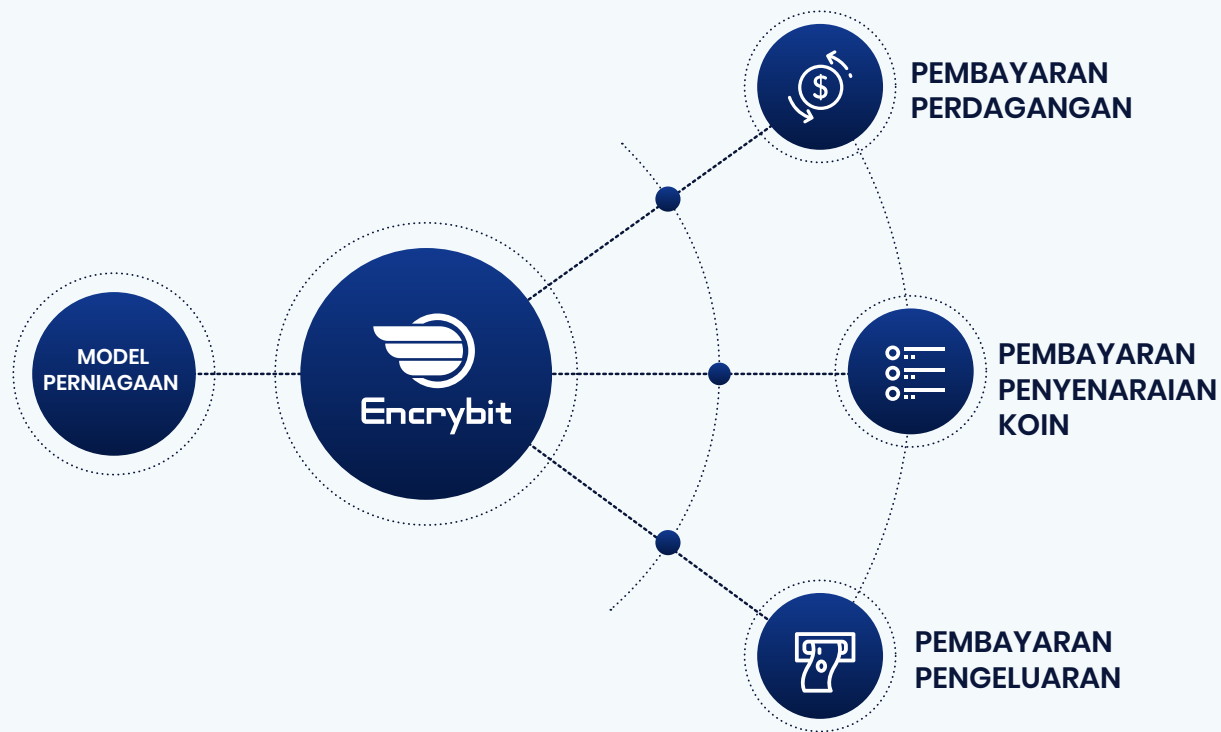 PEMBAYARAN
PERDAGANGAN
MODEL
PERNIAGAAN
Encrybit
PEMBAYARAN
PENYENARAIAN
KOIN
PEMBAYARAN
PENGELUARAN